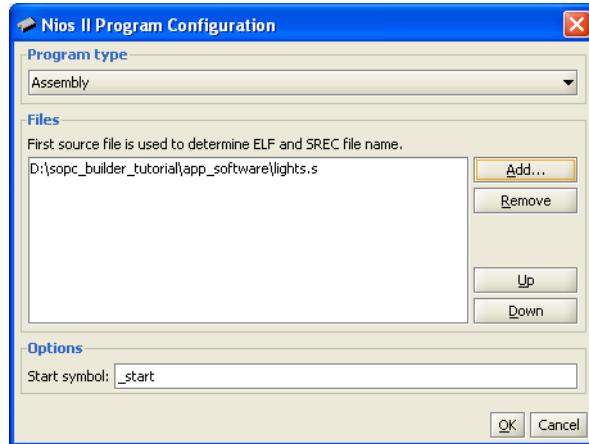 Nios II Program Configuration
Program type
Assembly
Files
First source file is used to determine ELF and SREC file name.
D:\sopc_builder_tutorial\app_software\lights.s
Add...
Remove
Up
Down
Options
Start symbol: _start
OK Cancel